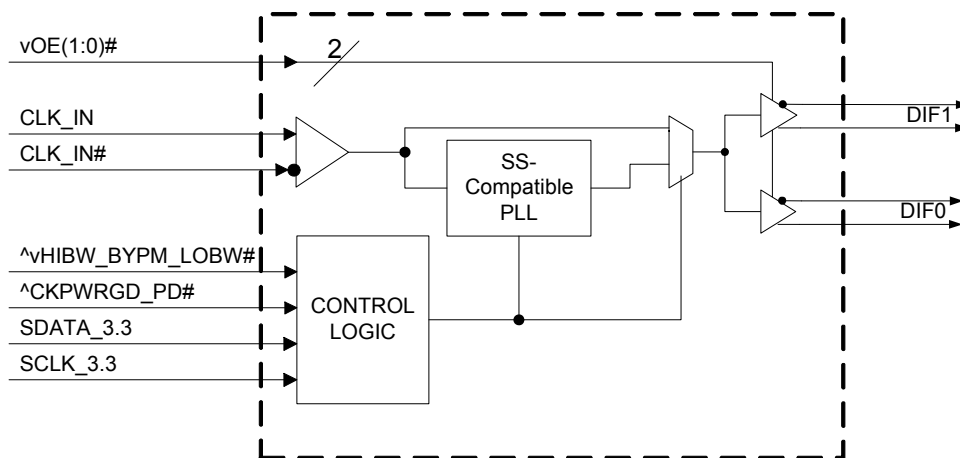 vOE(1:0)#
2
CLK_IN
CLK_IN#
SS-
Compatible
PLL
DIF1
DIF0
^vHIBW_BYPM_LOBW#
^CKPWRGD_PD#
SDATA_3.3
SCLK_3.3
CONTROL
LOGIC